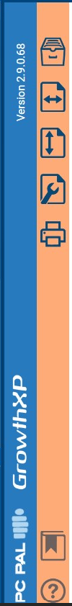 PC PAL GrowthXP
Version 2.9.0.68
?